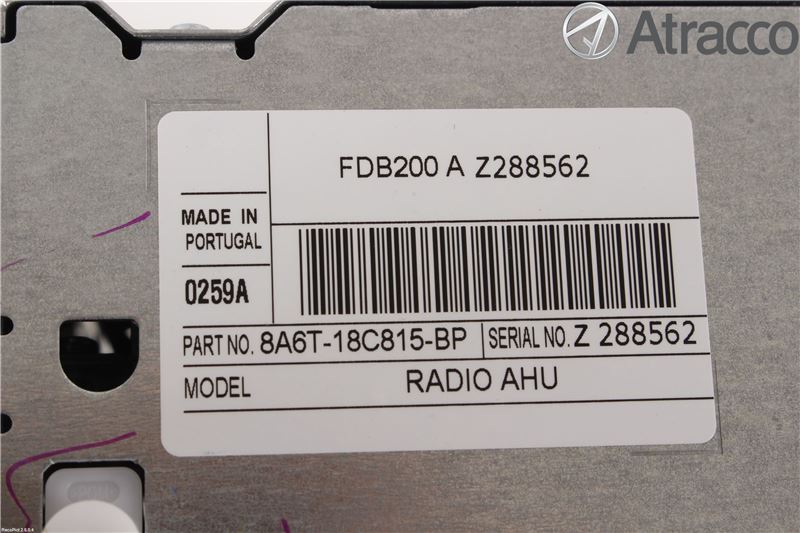 Atracco
FDB200 A Z288562
MADE IN
PORTUGAL
0259A
PART NO. 8A6T-18C815-BP SERIAL NO. Z 288562
MODEL RADIO AHU